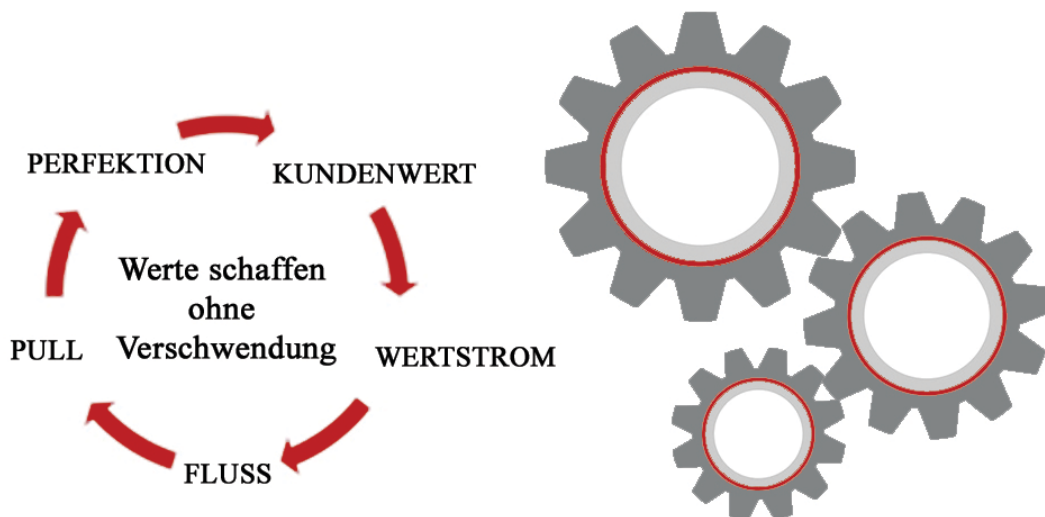 PERFEKTION
KUNDENWERT
Werte schaffen
ohne
Verschwendung
PULL
WERTSTROM
FLUSS